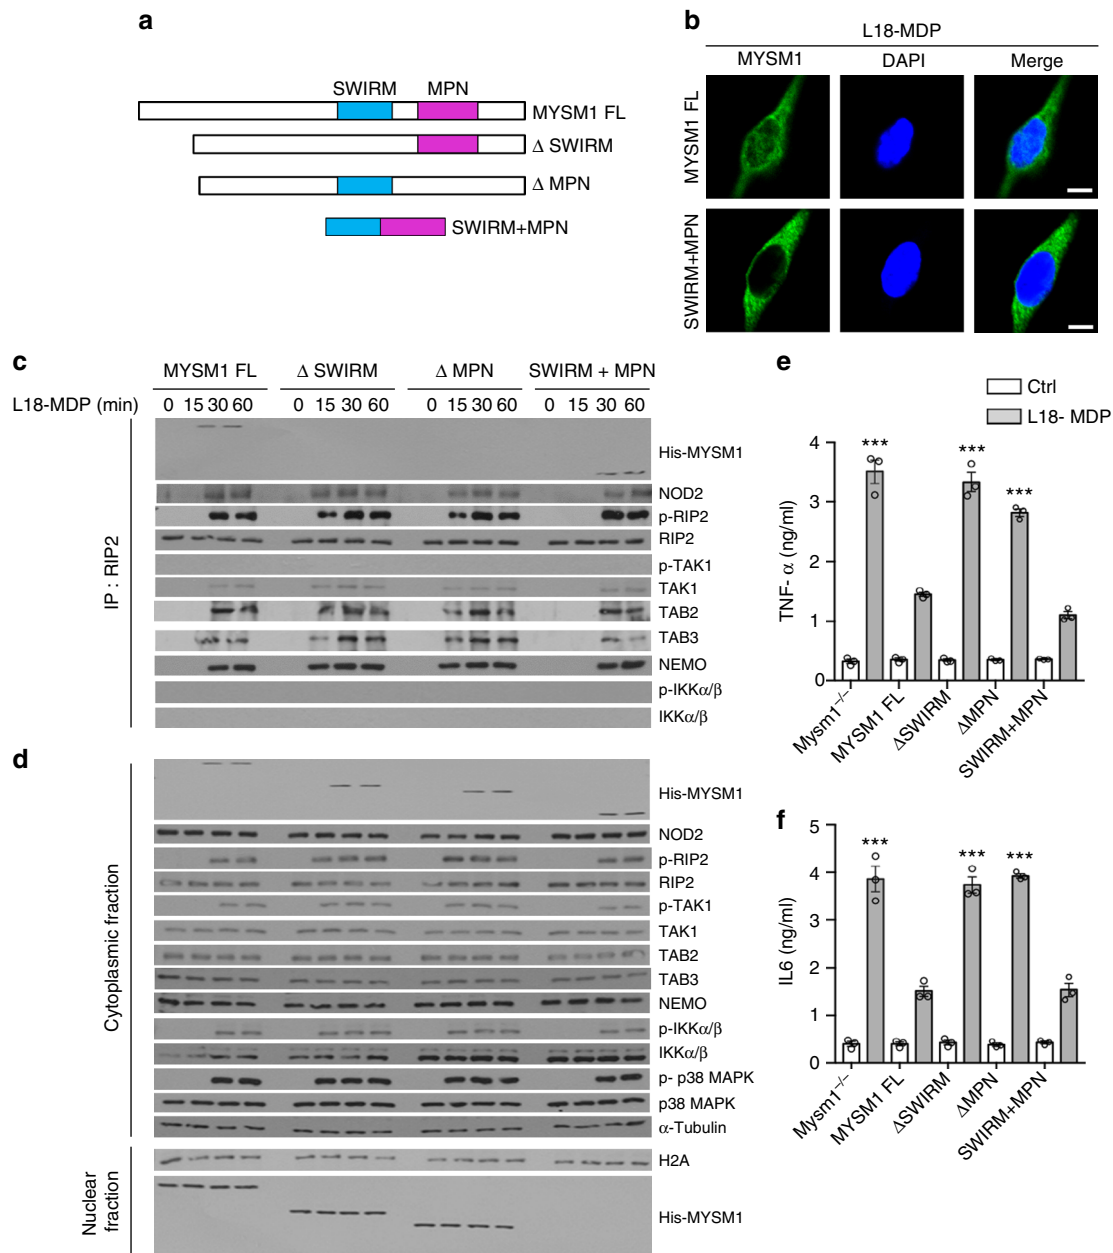 a
SWIRM MPN
MYSM1 FL
Δ SWIRM
Δ MPN
SWIRM+MPN
b
L18-MDP
MYSM1 DAPI Merge
MYSM1 FL
SWIRM+MPN
c
MYSM1 FL Δ SWIRM Δ MPN SWIRM + MPN
L18-MDP (min) 0 15 30 60 0 15 30 60 0 15 30 60 0 15 30 60
IP : RIP2
His-MYSM1
NOD2
p-RIP2
RIP2
p-TAK1
TAK1
TAB2
TAB3
NEMO
p-IKKα/β
IKKα/β
d
Cytoplasmic fraction
His-MYSM1
NOD2
p-RIP2
RIP2
p-TAK1
TAK1
TAB2
TAB3
NEMO
p-IKKα/β
IKKα/β
p- p38 MAPK
p38 MAPK
α-Tubulin
Nuclear
fraction
H2A
His-MYSM1
e
Ctrl
L18- MDP
TNF- α (ng/ml)
4
3
2
1
0
*** *** ***
Mysm1–/– MYSM1 FL ΔSWIRM ΔMPN SWIRM+MPN
f
IL6 (ng/ml)
5
4
3
2
1
0
*** *** ***
Mysm1–/– MYSM1 FL ΔSWIRM ΔMPN SWIRM+MPN